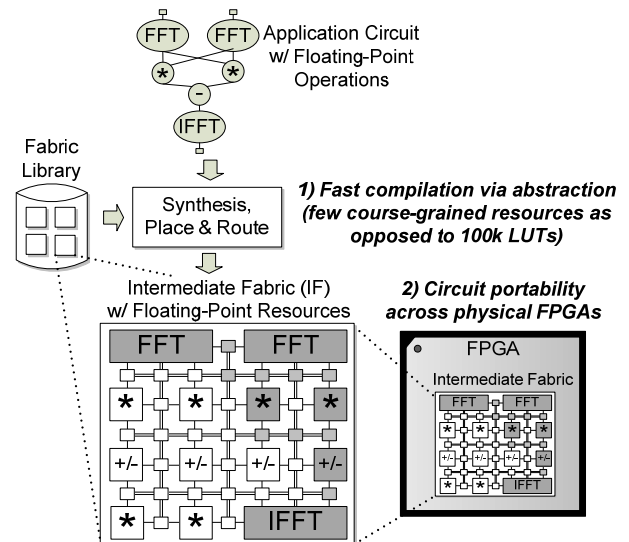 FFT FFT
* *
-
IFFT
Application Circuit
w/ Floating-Point
Operations
Fabric
Library
Synthesis,
Place & Route
1) Fast compilation via abstraction
(few course-grained resources as
opposed to 100k LUTs)
Intermediate Fabric (IF)
w/ Floating-Point Resources
FFT FFT
* * * *
+/- +/- +/- +/-
* * IFFT
2) Circuit portability
across physical FPGAs
FPGA
Intermediate Fabric
FFT FFT
* * * *
+/- +/- +/- +/-
* * IFFT